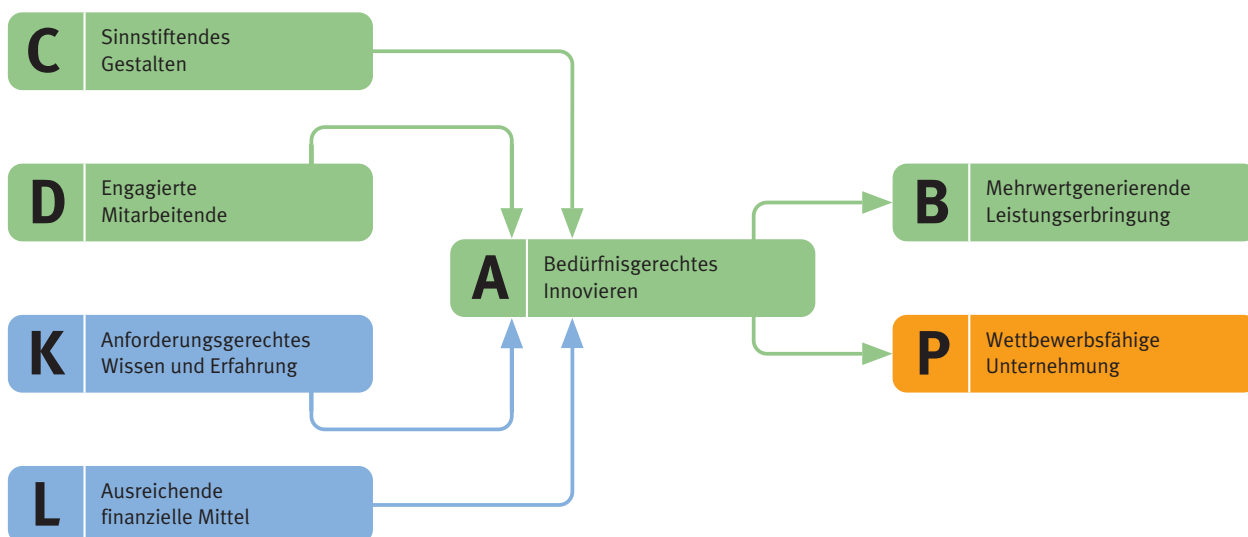 C
Sinnstiftendes
Gestalten
D
Engagierte
Mitarbeitende
K
Anforderungsgerechtes
Wissen und Erfahrung
L
Ausreichende
finanzielle Mittel
A
Bedürfnisgerechtes
Innovieren
B
Mehrwertgenerierende
Leistungserbringung
P
Wettbewerbsfähige
Unternehmung